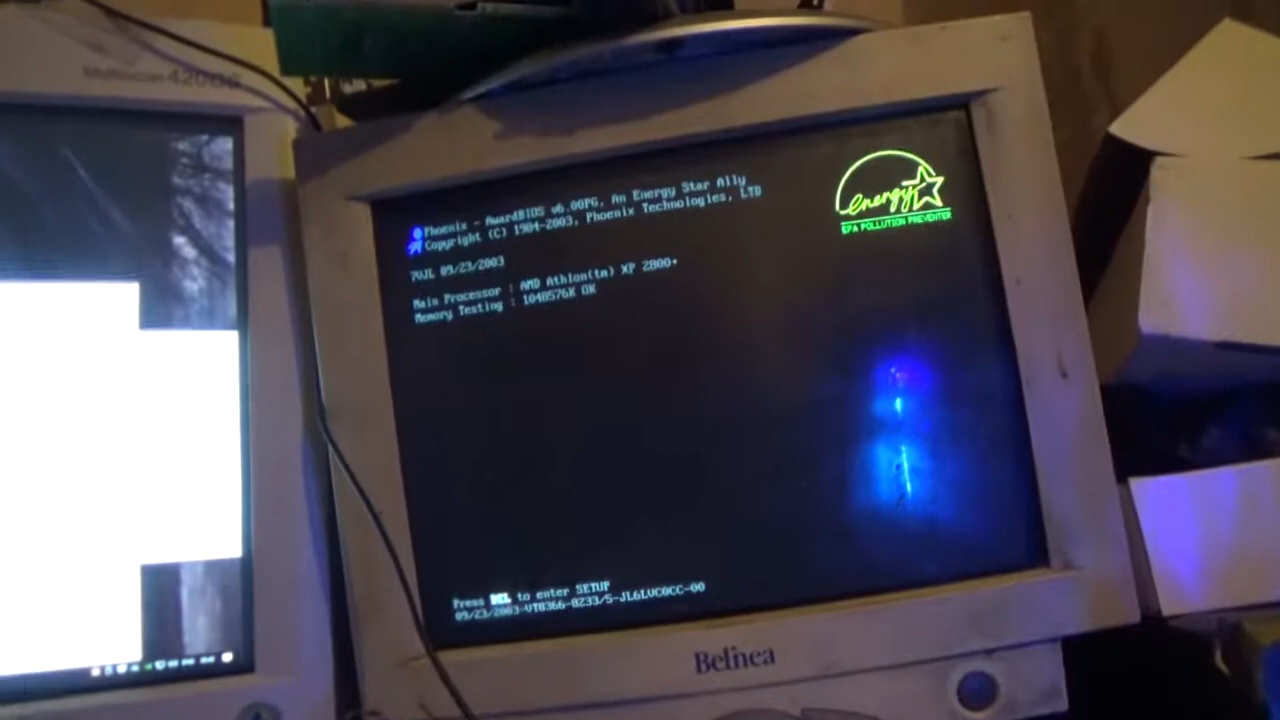 420GS
Phoenix - AwardBIOS v6.00PG, An Energy Star Ally
Copyright (C) 1984-2003, Phoenix Technologies, LTD
energy
EPA POLLUTION PREVENTER
7VJL 09/23/2003
Main Processor : AMD Athlon(tm) XP 2800+
Memory Testing : 1048576K OK
Press DEL to enter SETUP
09/23/2003-VT8366-8233/5-JL6LVC0CC-00
Belinea